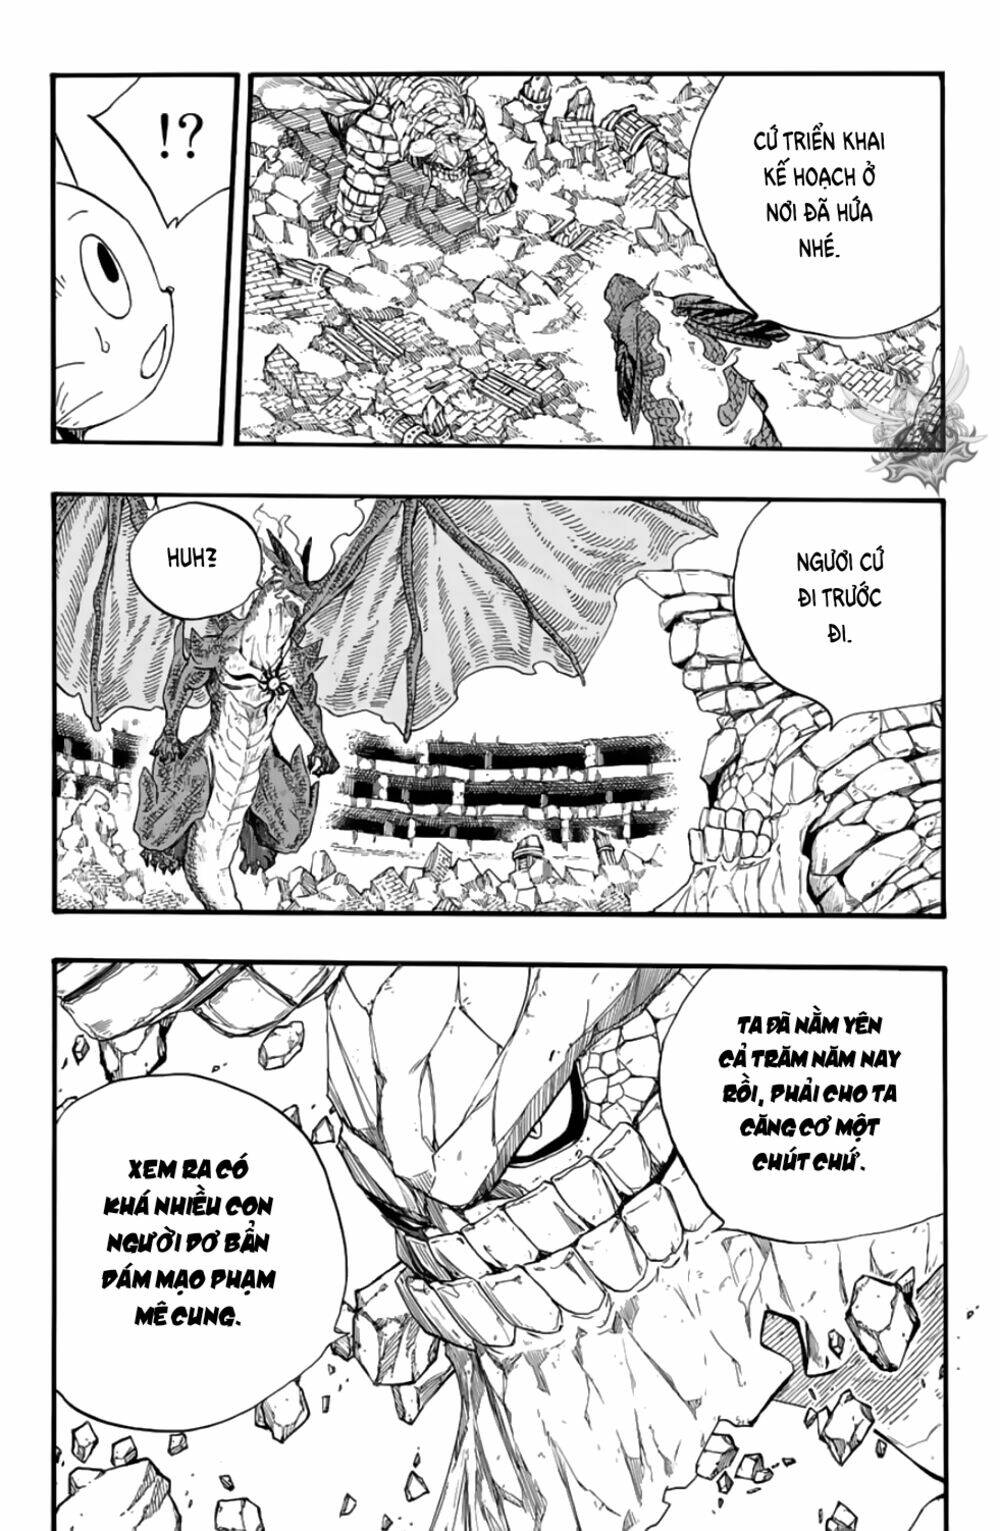 CỨ TRIỂN KHAI
KẾ HOẠCH Ở
NƠI ĐÃ HỨA
NHÉ.
!?
NGƯƠI CỨ
ĐI TRƯỚC
ĐI.
HUH?
TA ĐÃ NẰM YÊN
CẢ TRĂM NĂM NAY
RỒI, PHẢI CHO TA
CĂNG CƠ MỘT
CHÚT CHỨ.
XEM RA CÓ
KHÁ NHIỀU CON
NGƯỜI DƠ BẨN
DÁM MẠO PHẠM
MÊ CUNG.